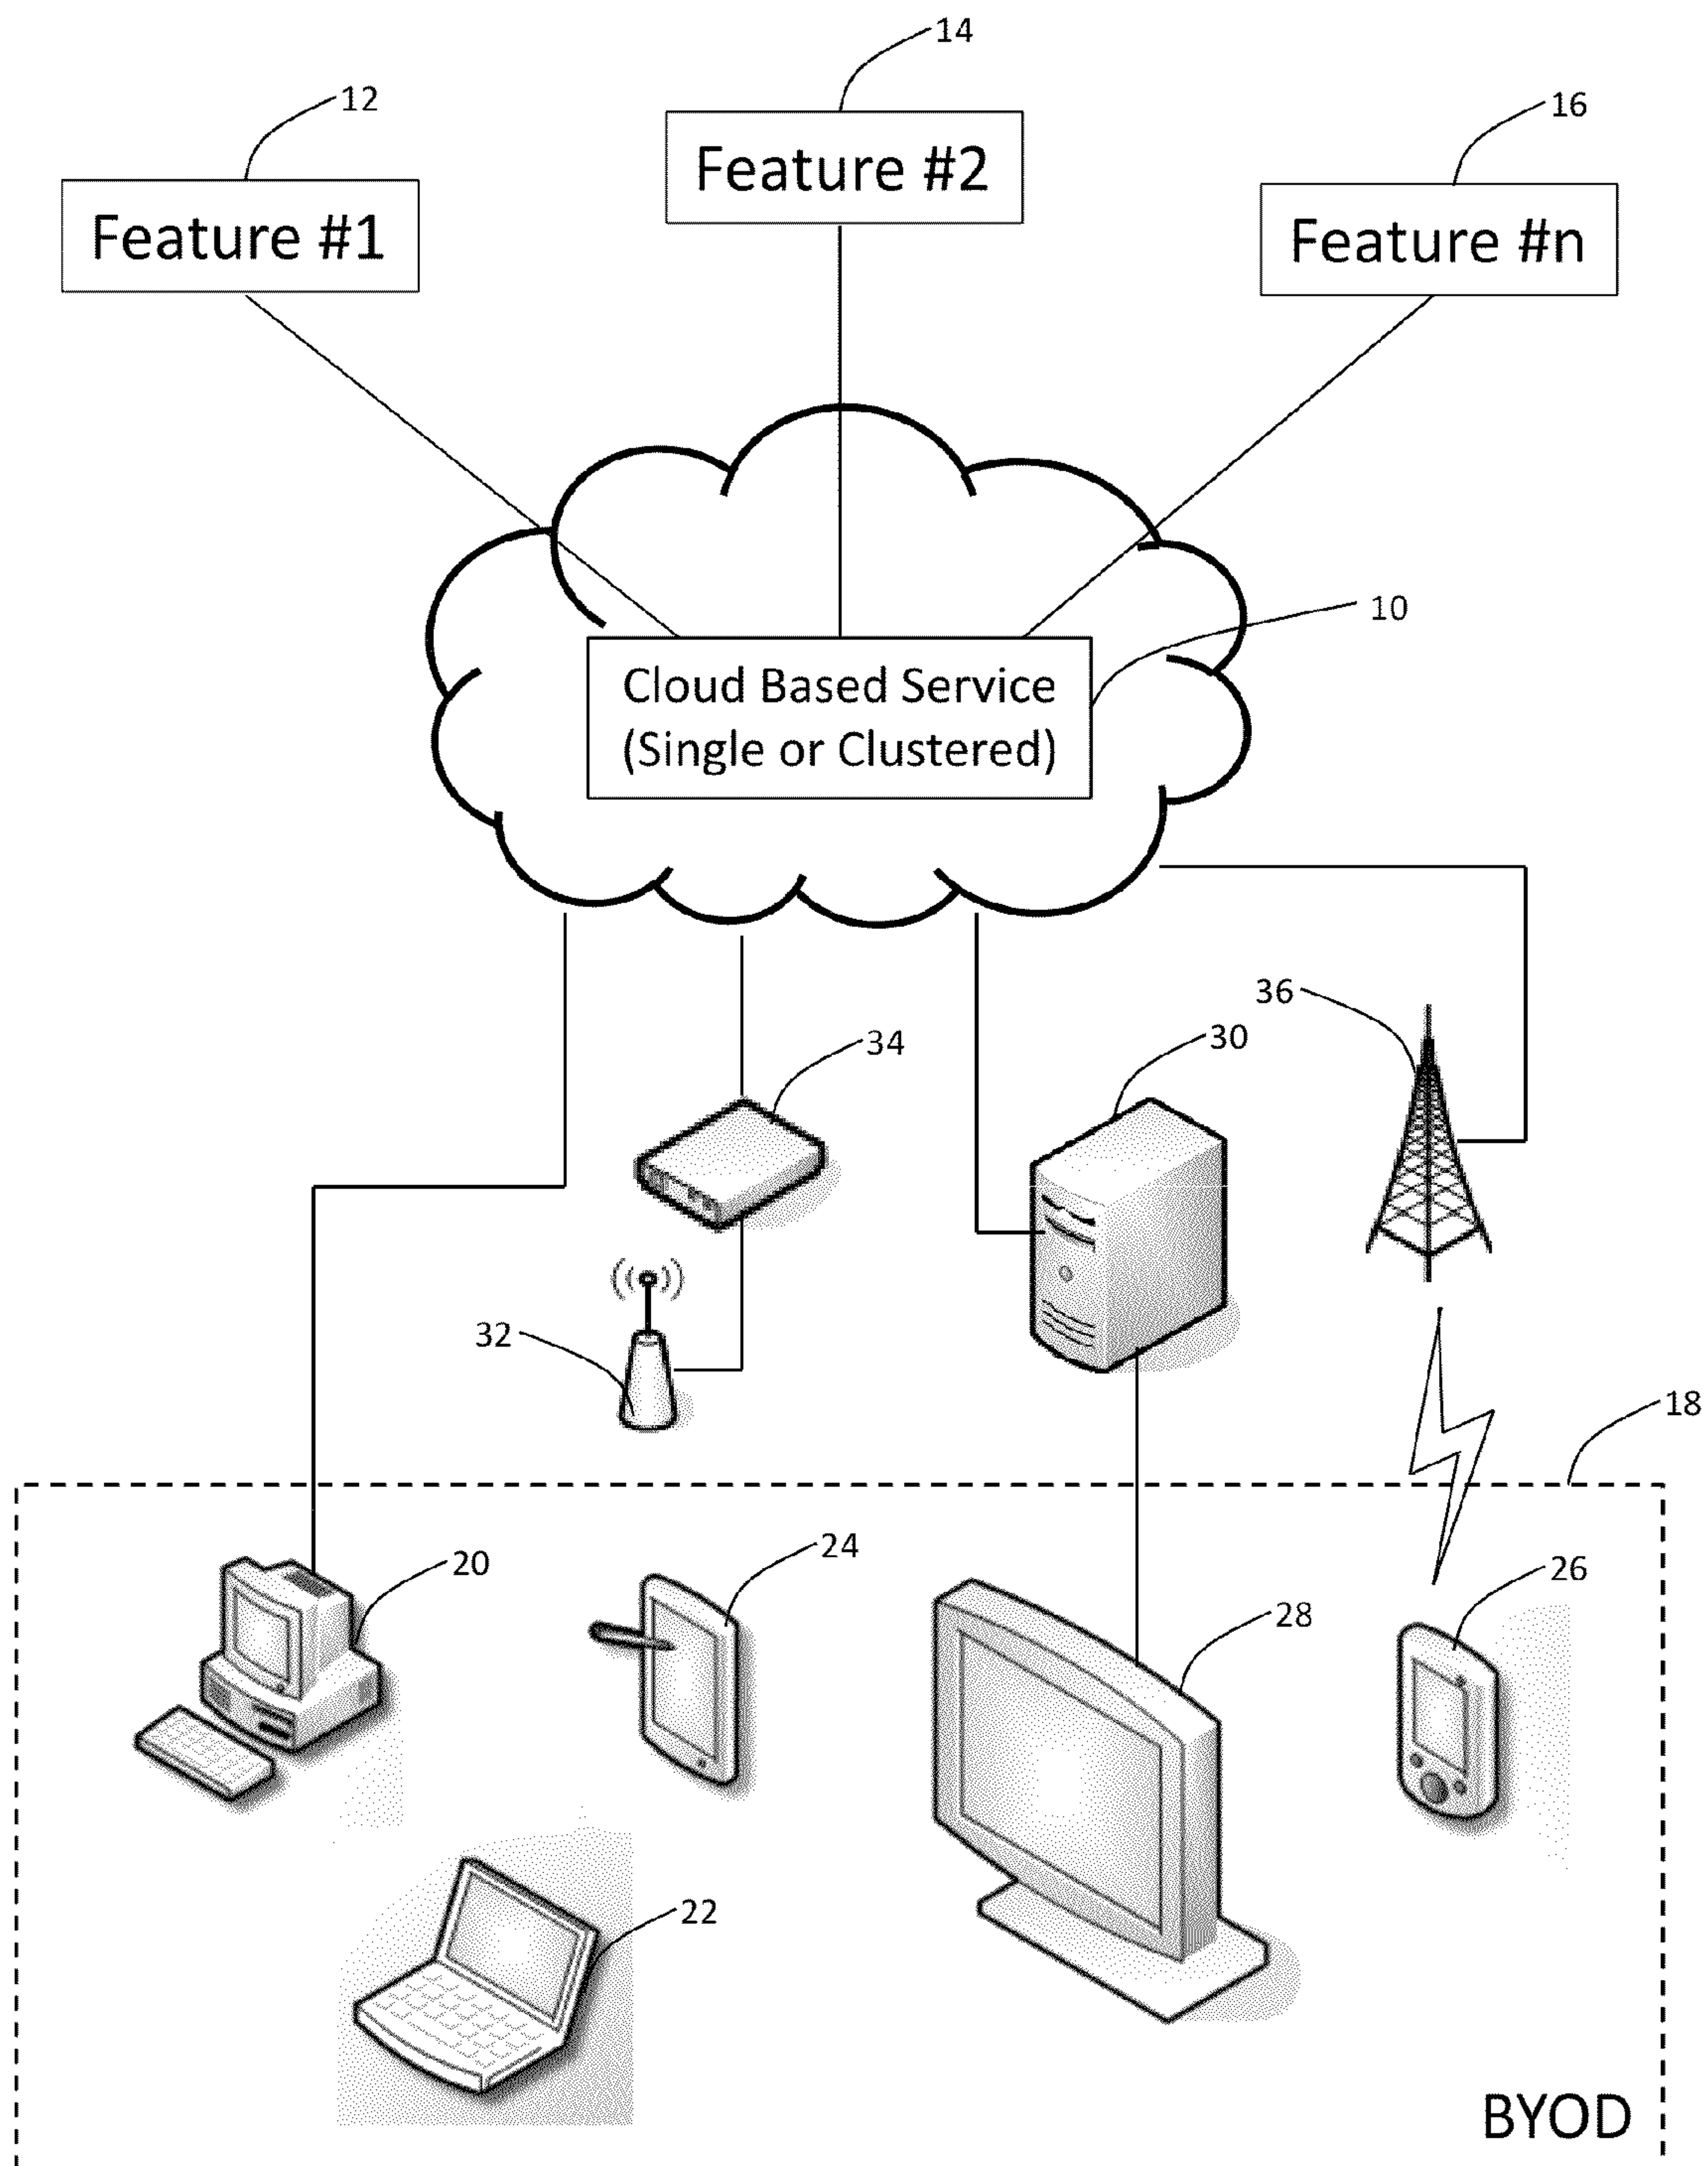 14
12
16
Feature #2
Feature #1
Feature #n
10
Cloud Based Service
(Single or Clustered)
36
30
34
32
18
24
20
26
28
22
BYOD